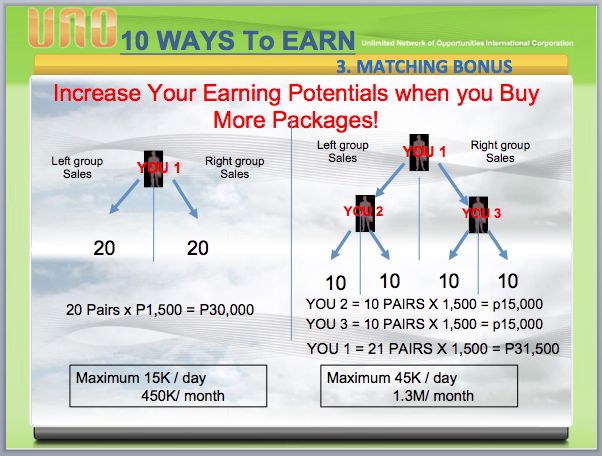 UNO
10 WAYS To EARN
Unlimited Network of Opportunities International Corporation
3. MATCHING BONUS
Increase Your Earning Potentials when you Buy
More Packages!
Left group
Sales
YOU 1
Right group
Sales
20
20
20 Pairs x P1,500 = P30,000
Maximum 15K / day
450K/ month
Left group
Sales
YOU 1
Right group
Sales
YOU 2
YOU 3
10
10
10
10
YOU 2 = 10 PAIRS X 1,500 = p15,000
YOU 3 = 10 PAIRS X 1,500 = p15,000
YOU 1 = 21 PAIRS X 1,500 = P31,500
Maximum 45K / day
1.3M/ month